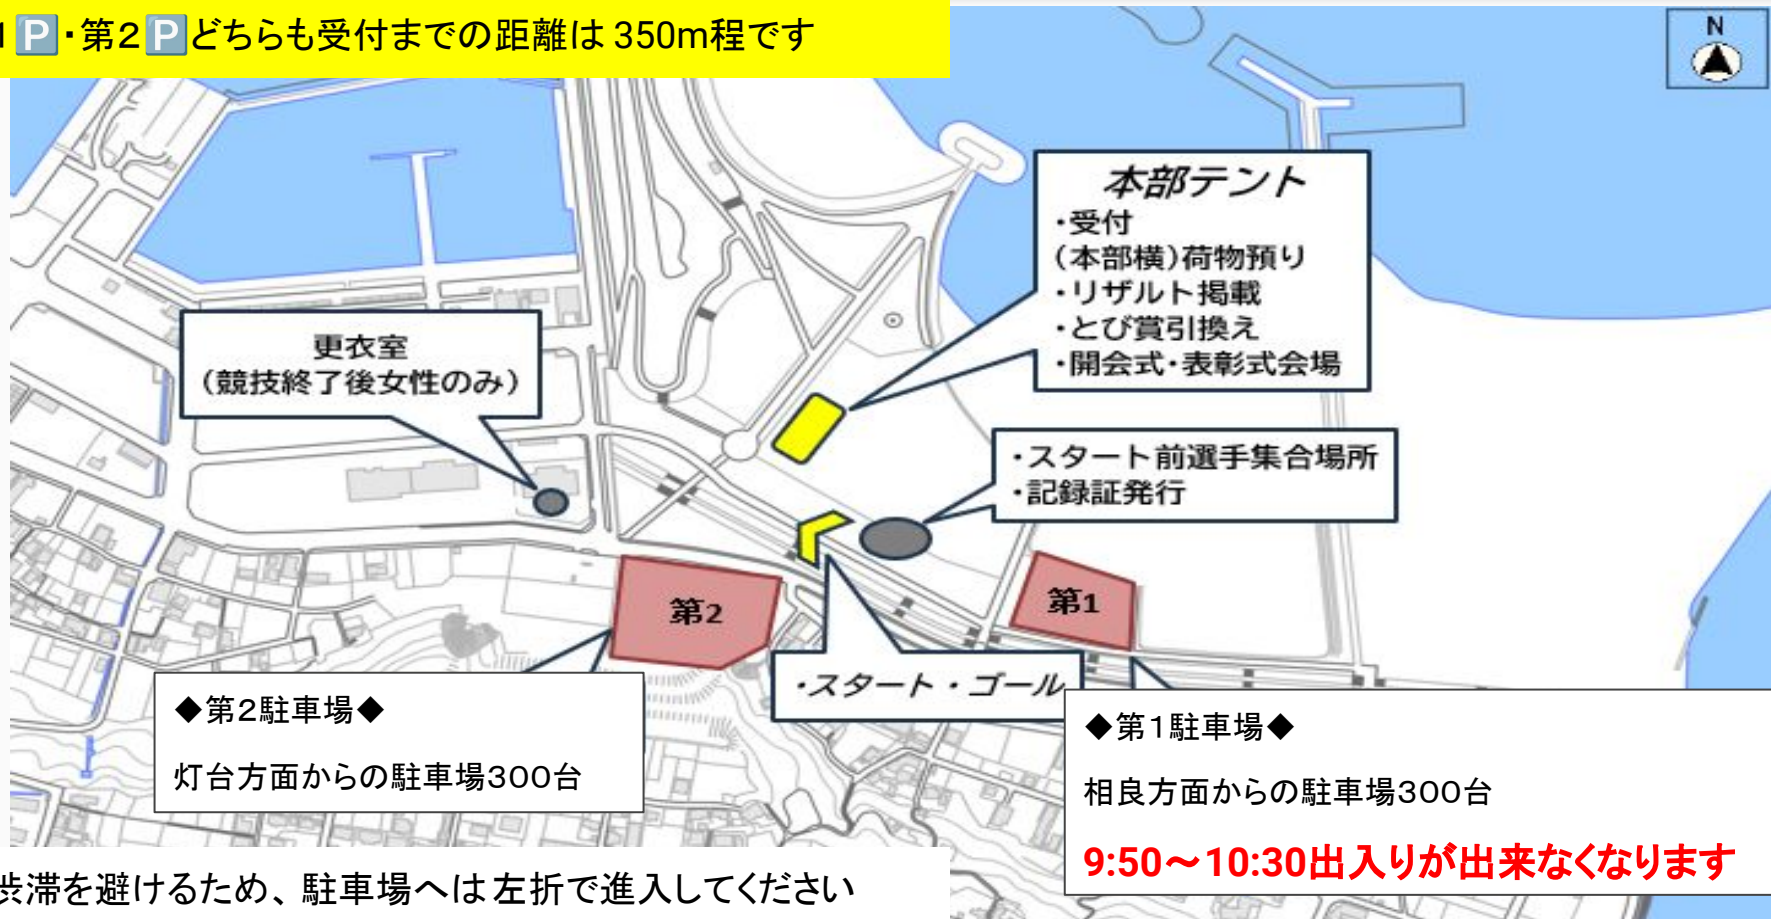 1🅿・第2🅿どちらも受付までの距離は 350m程です
N
本部テント
・受付
(本部横)荷物預り
・リザルト掲載
・とび賞引換え
・開会式・表彰式会場
更衣室
(競技終了後女性のみ)
・スタート前選手集合場所
・記録証発行
第2
第1
・スタート・ゴール
◆第2駐車場◆
灯台方面からの駐車場300台
◆第1駐車場◆
相良方面からの駐車場300台
9:50～10:30出入りが出来なくなります
渋滞を避けるため、駐車場へは左折で進入してください